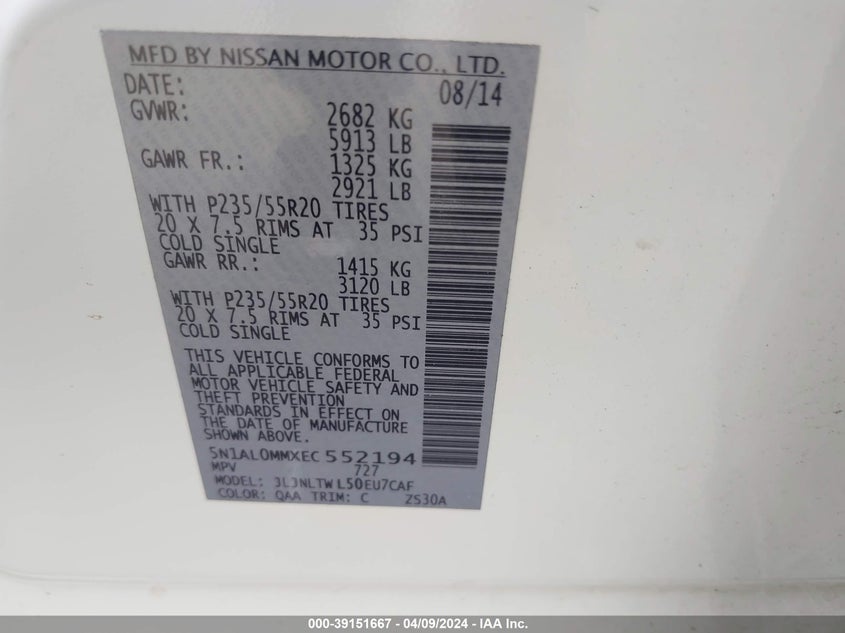 MFD BY NISSAN MOTOR CO., LTD.
DATE: 08/14
GVWR: 2682 KG
5913 LB
GAWR FR.: 1325 KG
2921 LB
WITH P235/55R20 TIRES
20 X 7.5 RIMS AT 35 PSI
COLD SINGLE
GAWR RR.: 1415 KG
3120 LB
WITH P235/55R20 TIRES
20 X 7.5 RIMS AT 35 PSI
COLD SINGLE
THIS VEHICLE CONFORMS TO
ALL APPLICABLE FEDERAL
MOTOR VEHICLE SAFETY AND
THEFT PREVENTION
STANDARDS IN EFFECT ON
THE DATE OF MANUFACTURE
SHOWN ABOVE.
5N1AL0MMXEC552194
MPV 727
MODEL: 3LJNLTWL50EU7CAF
COLOR: QAA TRIM: C ZS30A
000-39151667 - 04/09/2024 - IAA Inc.